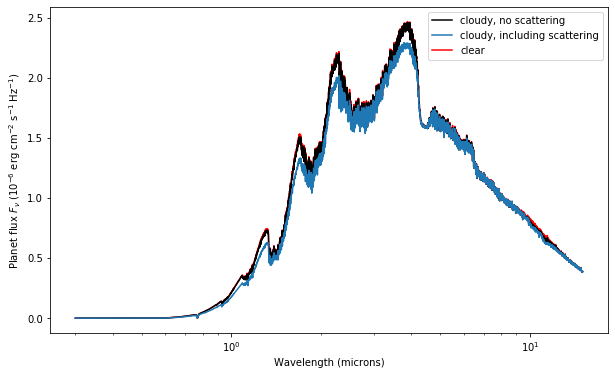 2.5
2.0
1.5
1.0
0.5
0.0
Planet flux Fν (10⁻⁶ erg cm⁻² s⁻¹ Hz⁻¹)
cloudy, no scattering
cloudy, including scattering
clear
10⁰
10¹
Wavelength (microns)